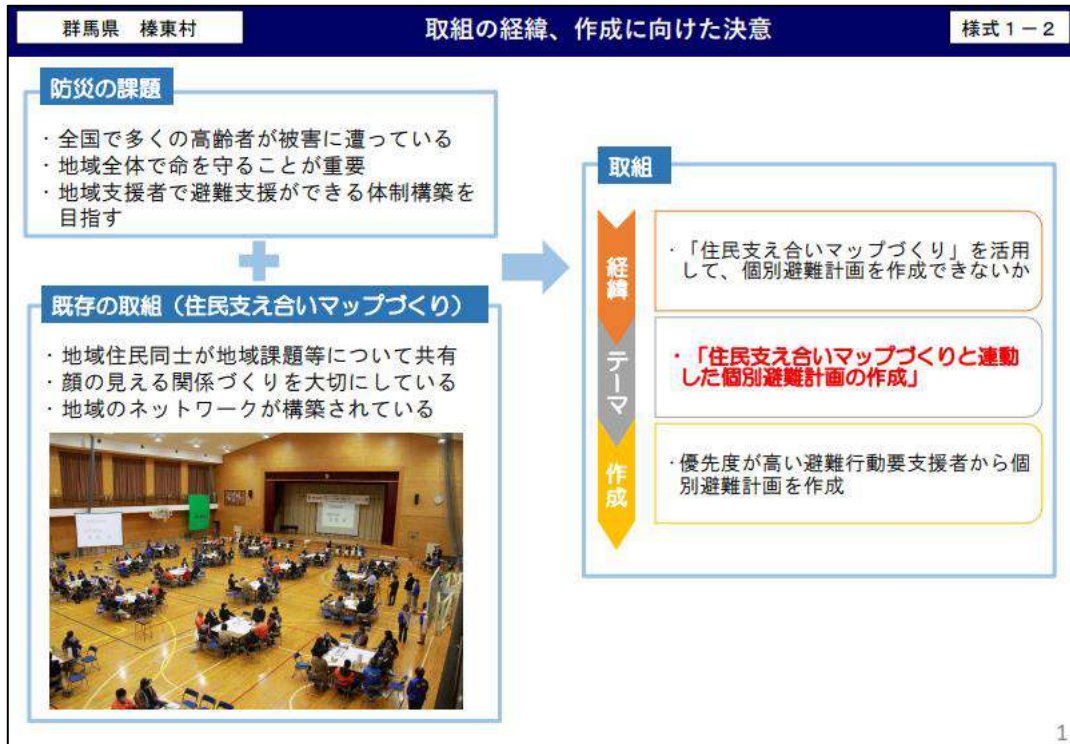 群馬県 榛東村
取組の経緯、作成に向けた決意
様式1－2
防災の課題
・全国で多くの高齢者が被害に遭っている
・地域全体で命を守ることが重要
・地域支援者で避難支援ができる体制構築を
目指す
既存の取組（住民支え合いマップづくり）
・地域住民同士が地域課題等について共有
・顔の見える関係づくりを大切にしている
・地域のネットワークが構築されている
取組
経緯
・「住民支え合いマップづくり」を活用
して、個別避難計画を作成できないか
テーマ
・「住民支え合いマップづくりと連動
した個別避難計画の作成」
作成
・優先度が高い避難行動要支援者から個
別避難計画を作成
1